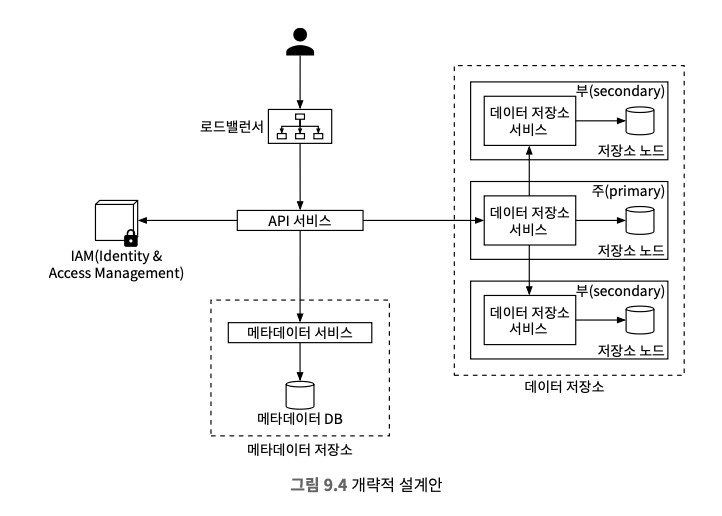 로드밸런서
API 서비스
IAM(Identity &
Access Management)
메타데이터 서비스
메타데이터 DB
메타데이터 저장소
부(secondary)
데이터 저장소
서비스
저장소 노드
주(primary)
데이터 저장소
서비스
저장소 노드
부(secondary)
데이터 저장소
서비스
저장소 노드
데이터 저장소
그림 9.4 개략적 설계안